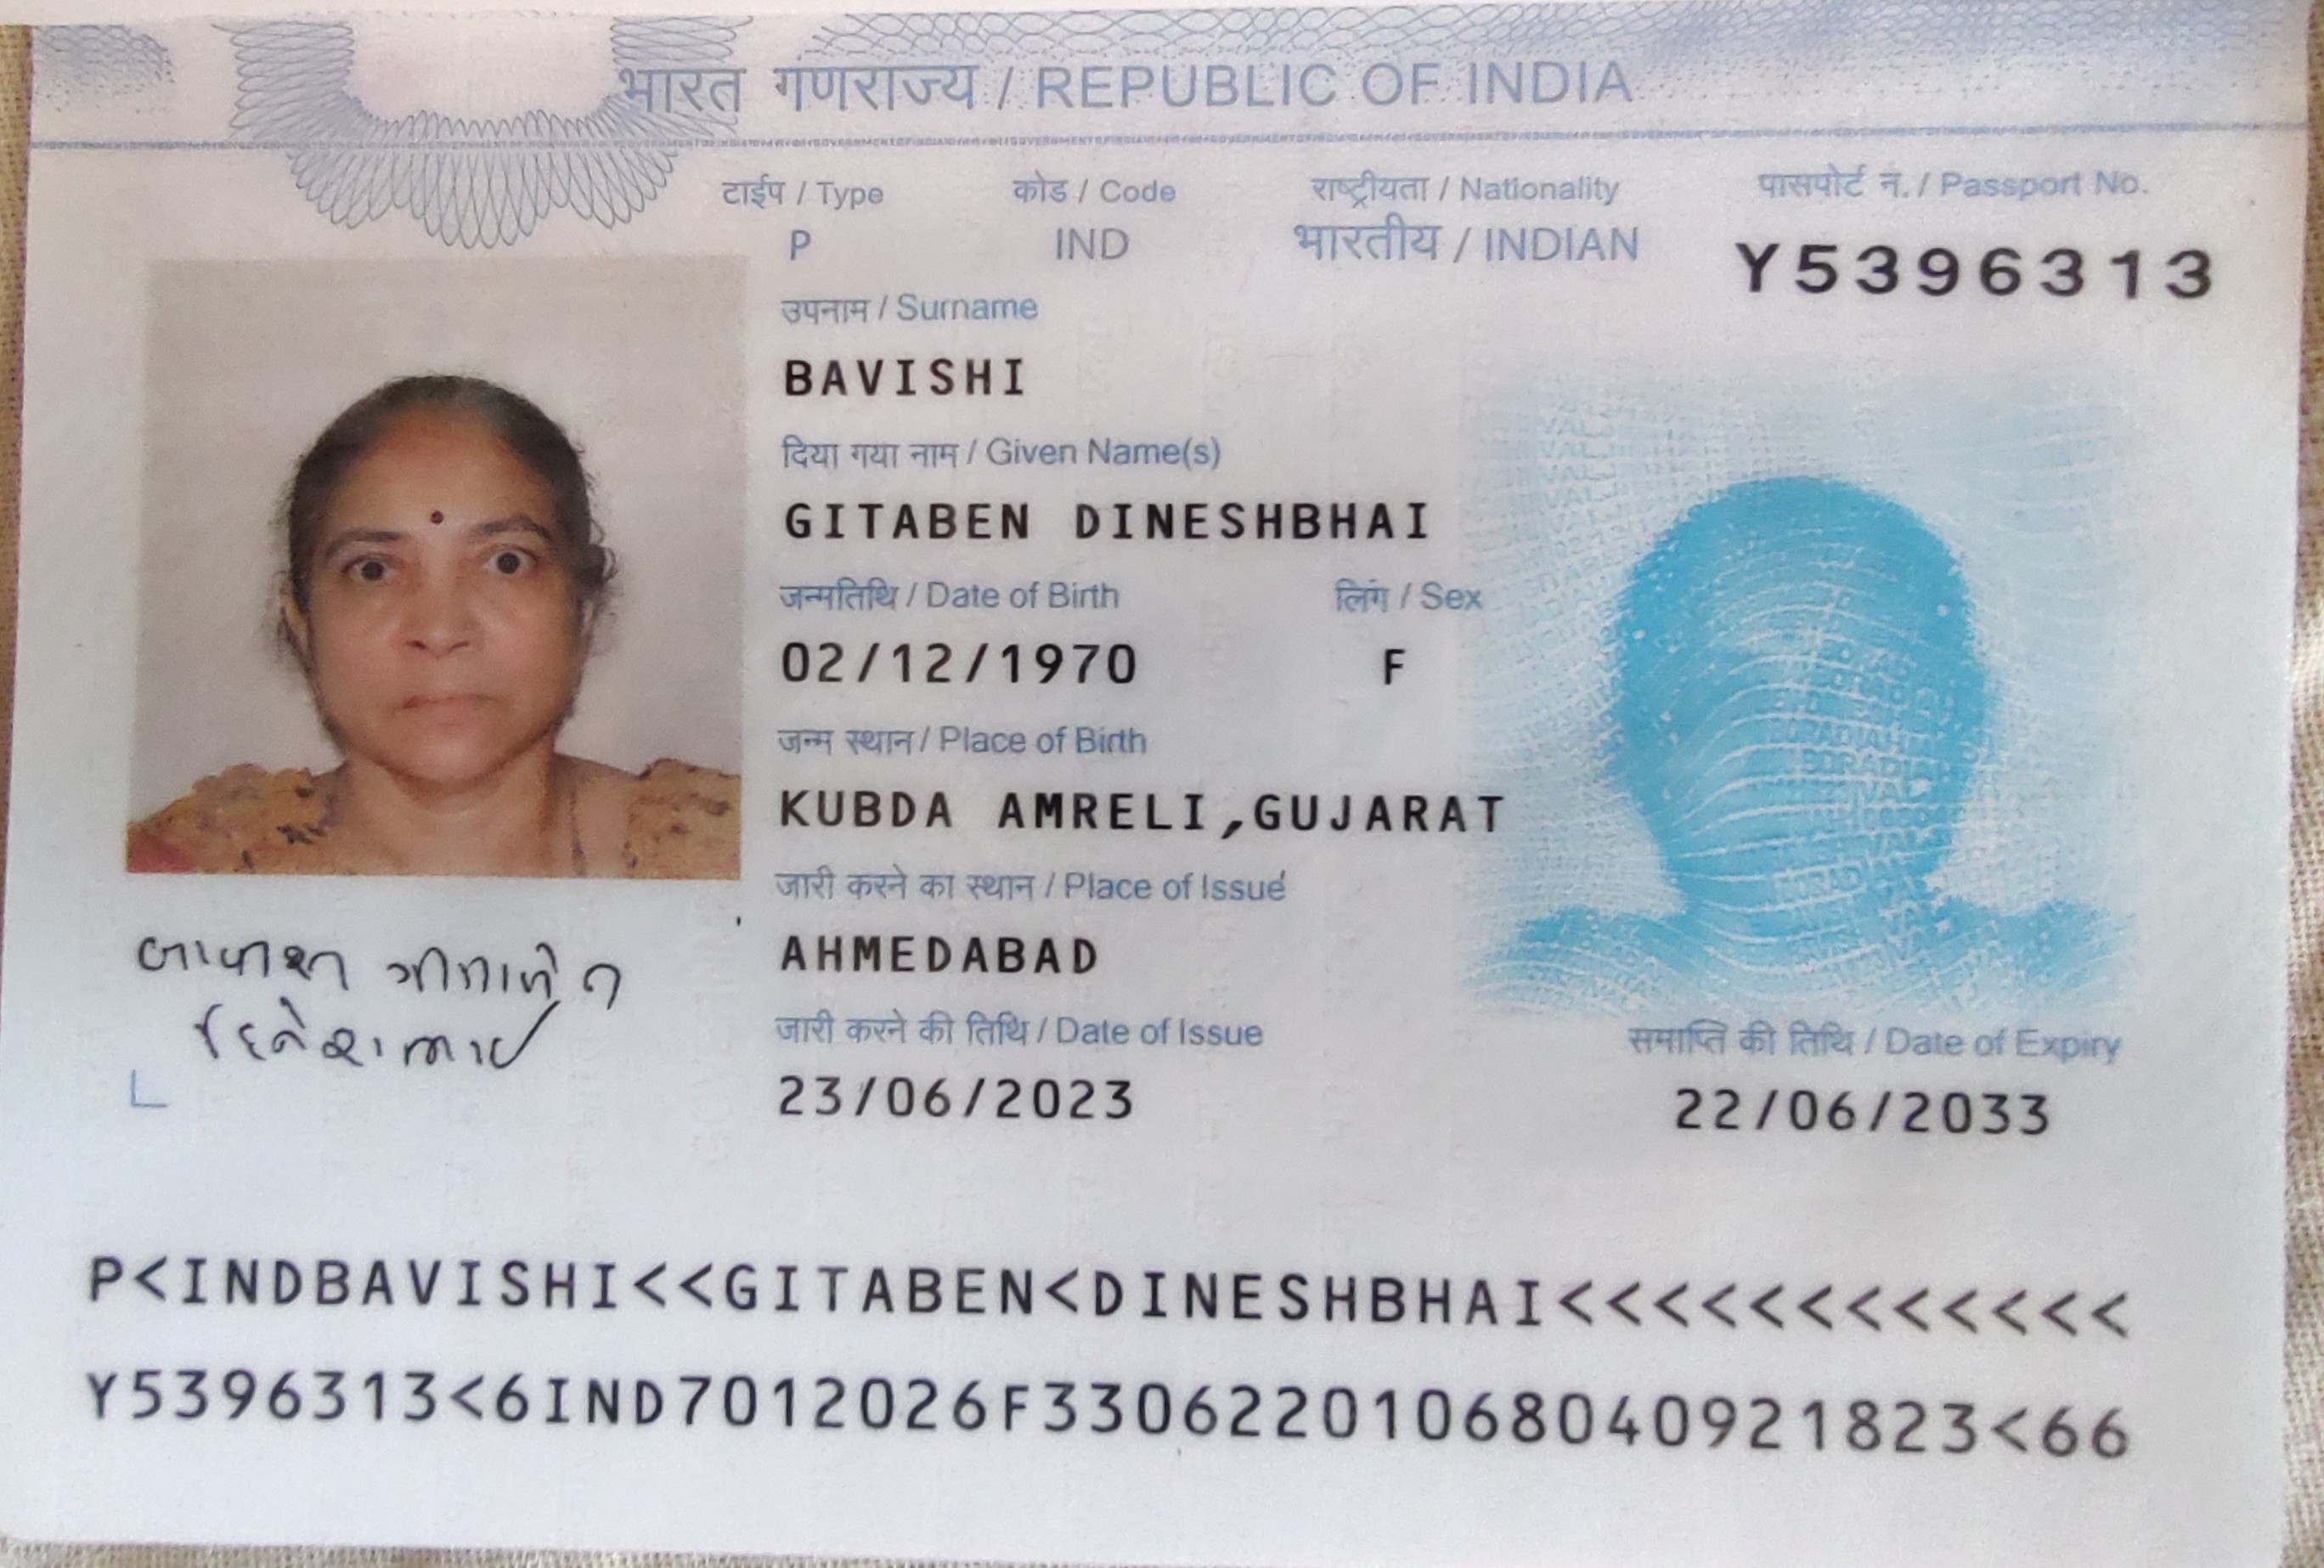 भारत गणराज्य / REPUBLIC OF INDIA
टाईप / Type कोड / Code राष्ट्रीयता / Nationality पासपोर्ट न. / Passport No.
P IND भारतीय / INDIAN Y5396313
उपनाम / Surname
BAVISHI
दिया गया नाम / Given Name(s)
GITABEN DINESHBHAI
जन्मतिथि / Date of Birth लिंग / Sex
02/12/1970 F
जन्म स्थान / Place of Birth
KUBDA AMRELI,GUJARAT
जारी करने का स्थान / Place of Issue
AHMEDABAD
जारी करने की तिथि / Date of Issue समाप्ति की तिथि / Date of Expiry
23/06/2023 22/06/2033
P<INDBAVISHI<<GITABEN<DINESHBHAI<<<<<<<<<<<<
Y5396313<6IND7012026F33062201068040921823<66